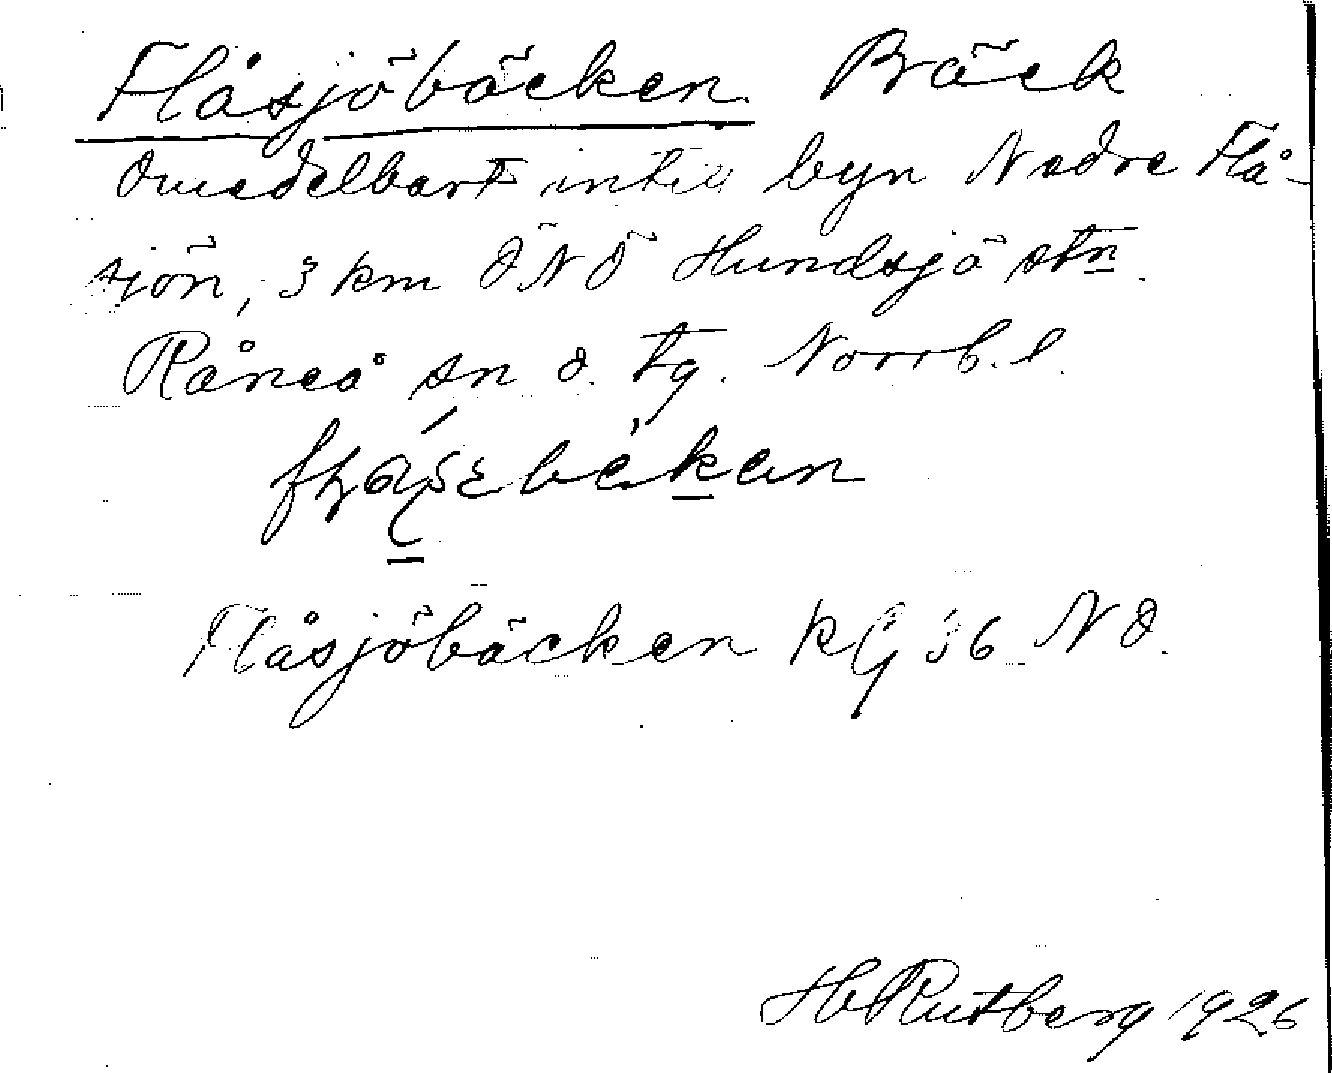 Flåsjöbäcken. Bäck
Omedelbart intill byn Nedre Flå-
sjön, 3 km ÖNÖ Hundsjö stn.
Råneå sn o. tg. Norrb. l.
Flåsjöbäcken KG 36 NO.
H Rutberg 1926